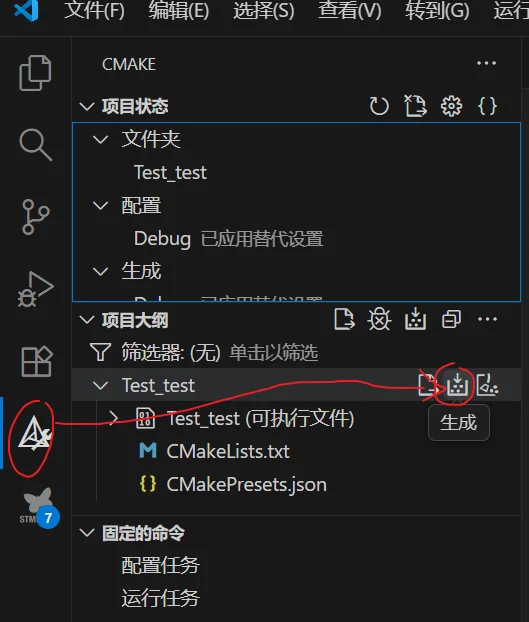 文件(F) 编辑(E) 选择(S) 查看(V) 转到(G) 运行
CMAKE
项目状态
文件夹
Test_test
配置
Debug 已应用替代设置
生成
项目大纲
筛选器: (无) 单击以筛选
Test_test
01
10
Test_test (可执行文件)
生成
CMakeLists.txt
CMakePresets.json
STM
7
固定的命令
配置任务
运行任务